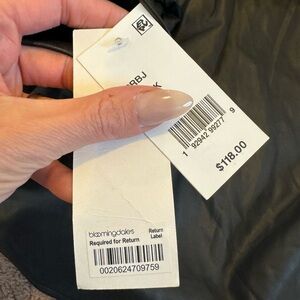 RBJ
K
1 92942 99277 9
$118.00
bloomingdales
Return
Label
Required for Return
0020624709759